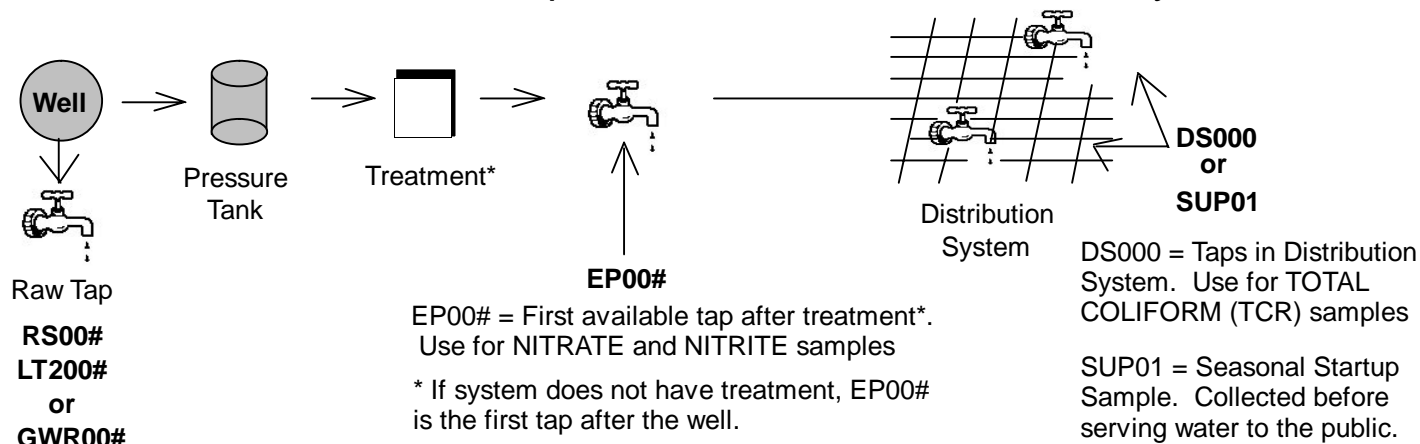 Well
Pressure
Tank
Treatment*
Raw Tap
RS00#
LT200#
or
GWR00#
EP00#
EP00# = First available tap after treatment*.
Use for NITRATE and NITRITE samples
* If system does not have treatment, EP00#
is the first tap after the well.
Distribution
System
DS000
or
SUP01
DS000 = Taps in Distribution
System. Use for TOTAL
COLIFORM (TCR) samples
SUP01 = Seasonal Startup
Sample. Collected before
serving water to the public.